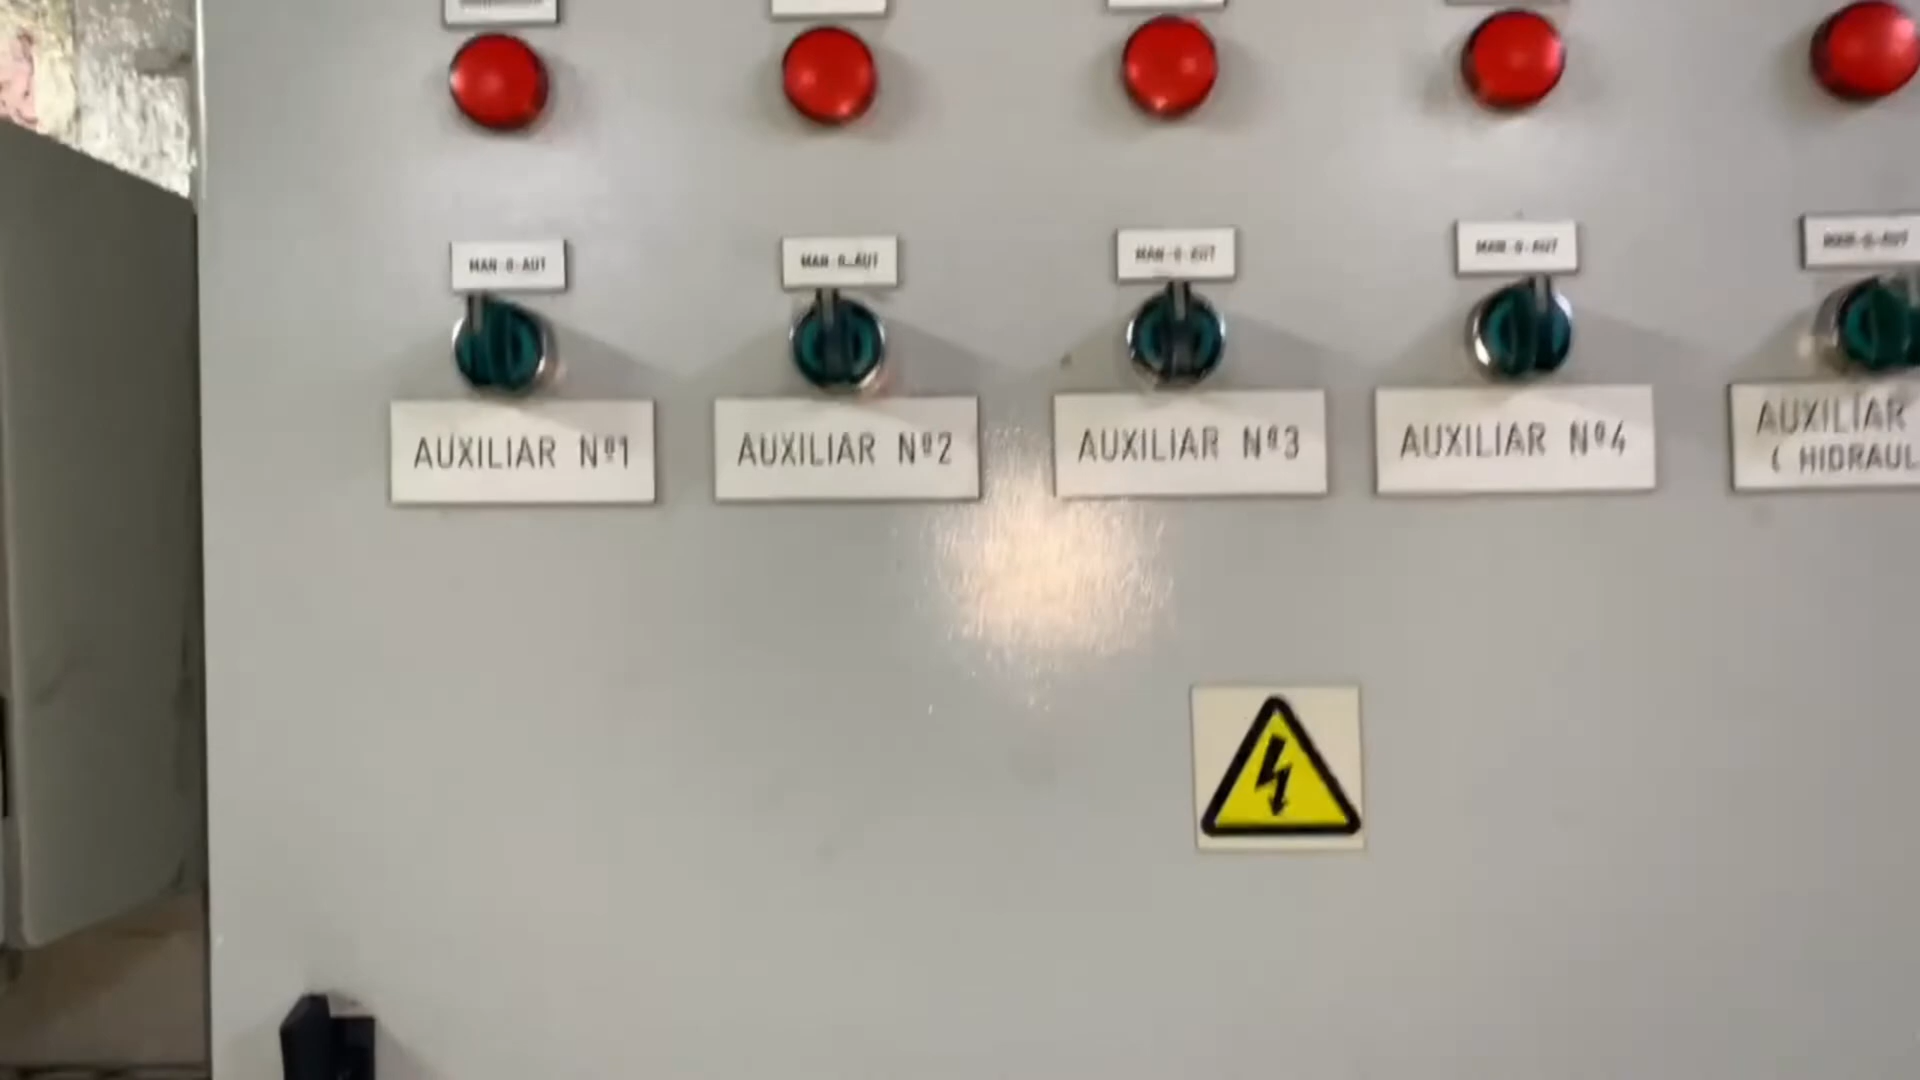 MAN-0-AUT
MAN-0-AUT
MAN-0-AUT
MAN-0-AUT
MAN-0-AUT
AUXILIAR Nº1
AUXILIAR Nº2
AUXILIAR Nº3
AUXILIAR Nº4
AUXILIAR
( HIDRAUL